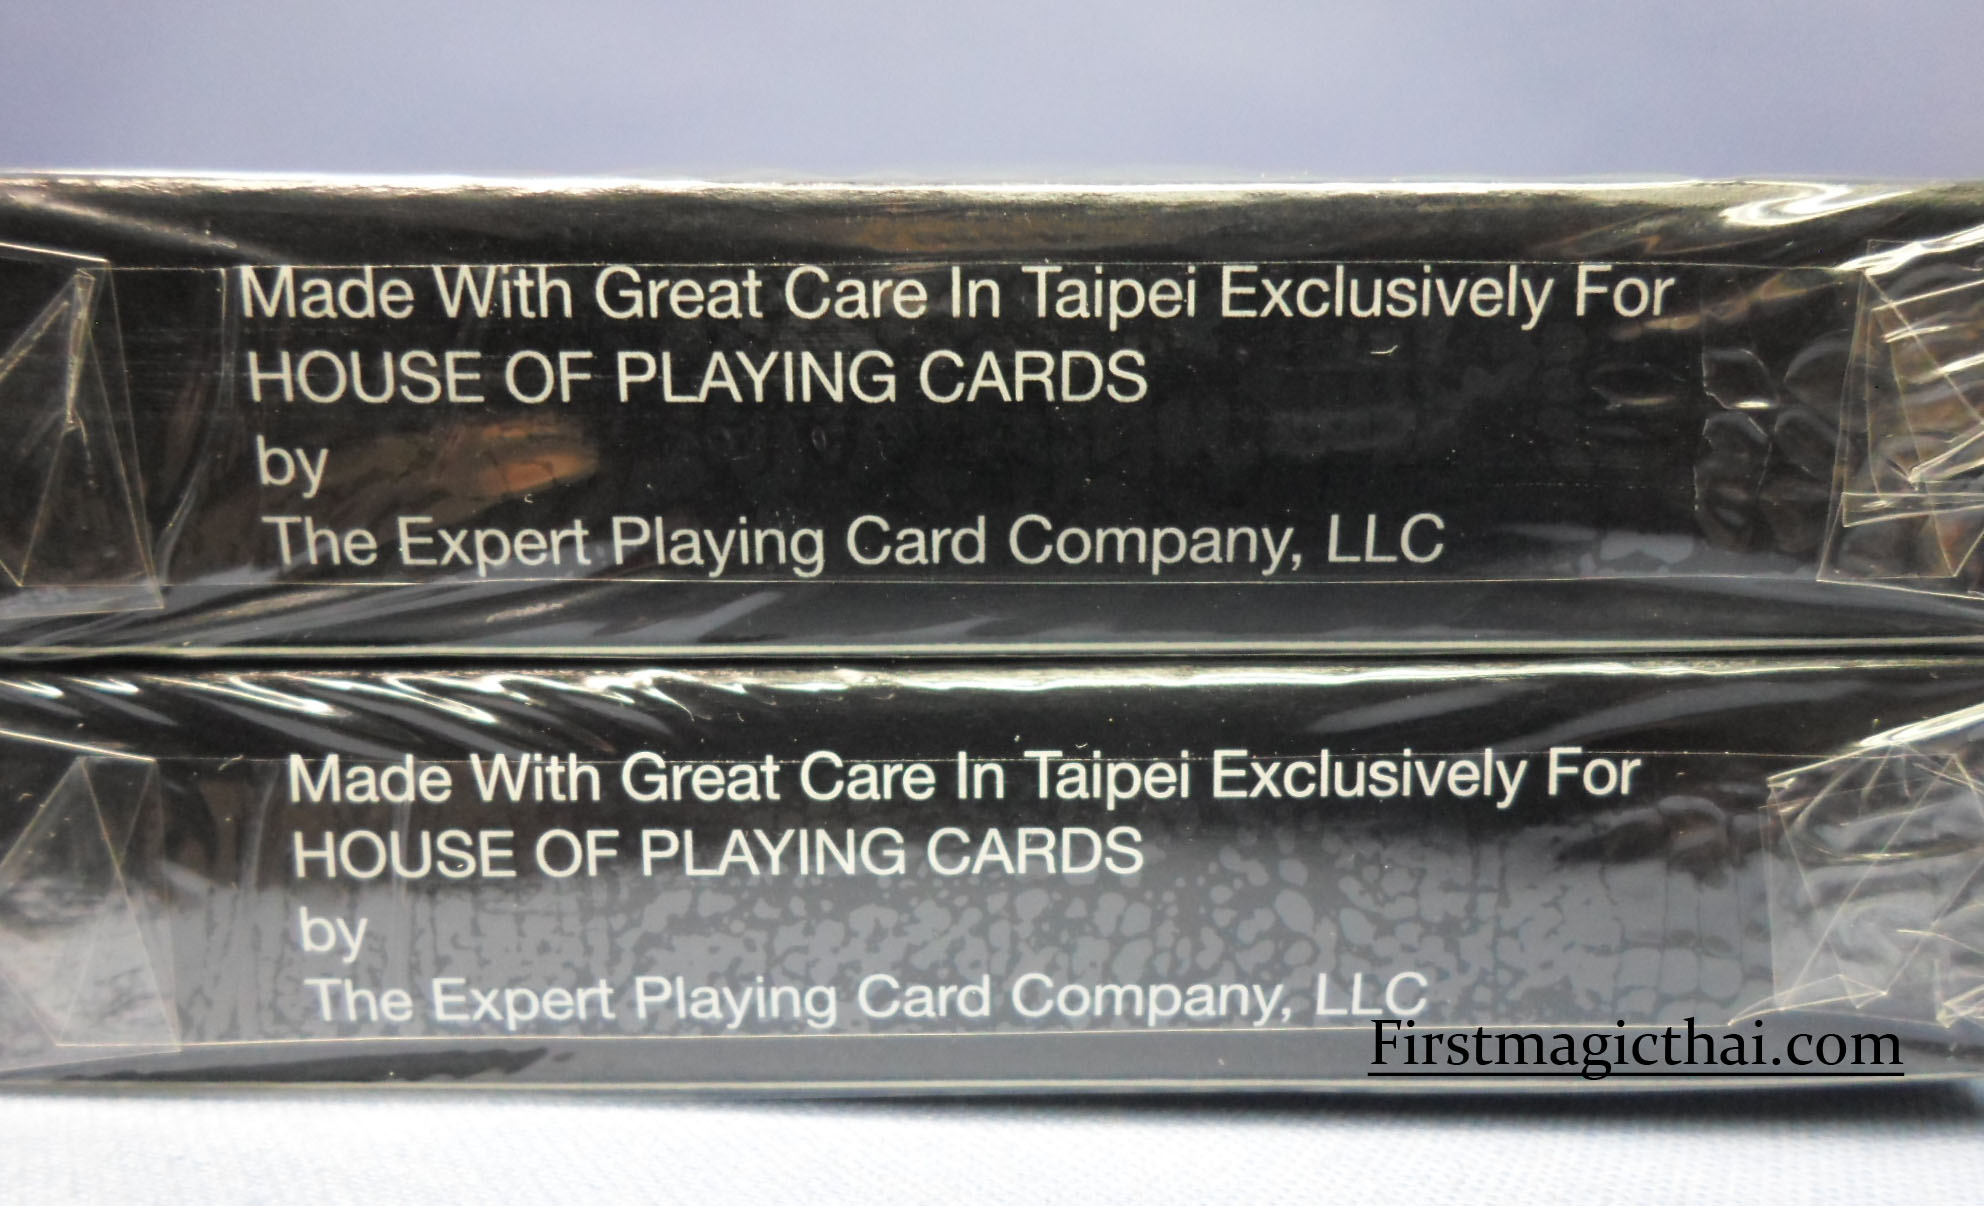 Made With Great Care In Taipei Exclusively For
HOUSE OF PLAYING CARDS
by
The Expert Playing Card Company, LLC
Made With Great Care In Taipei Exclusively For
HOUSE OF PLAYING CARDS
by
The Expert Playing Card Company, LLC
Firstmagicthai.com